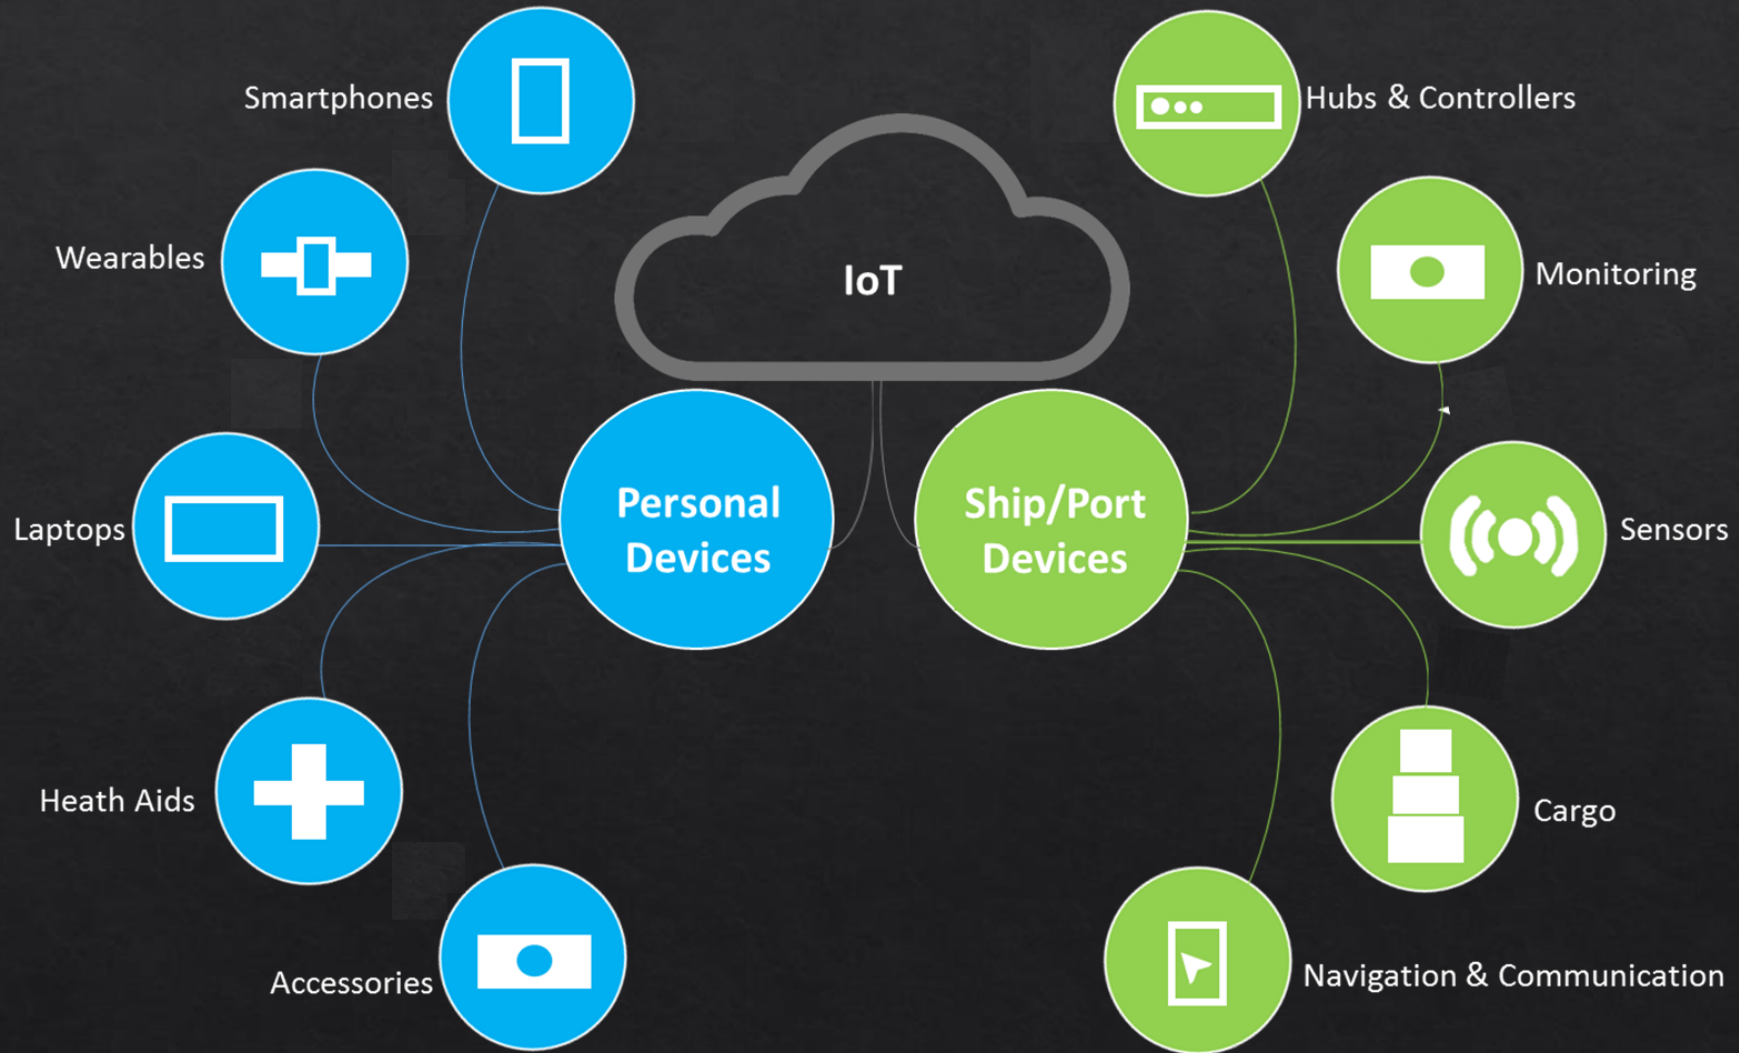 Smartphones
Hubs & Controllers
Wearables
IoT
Monitoring
Personal
Devices
Ship/Port
Devices
Laptops
Sensors
Heath Aids
Cargo
Accessories
Navigation & Communication